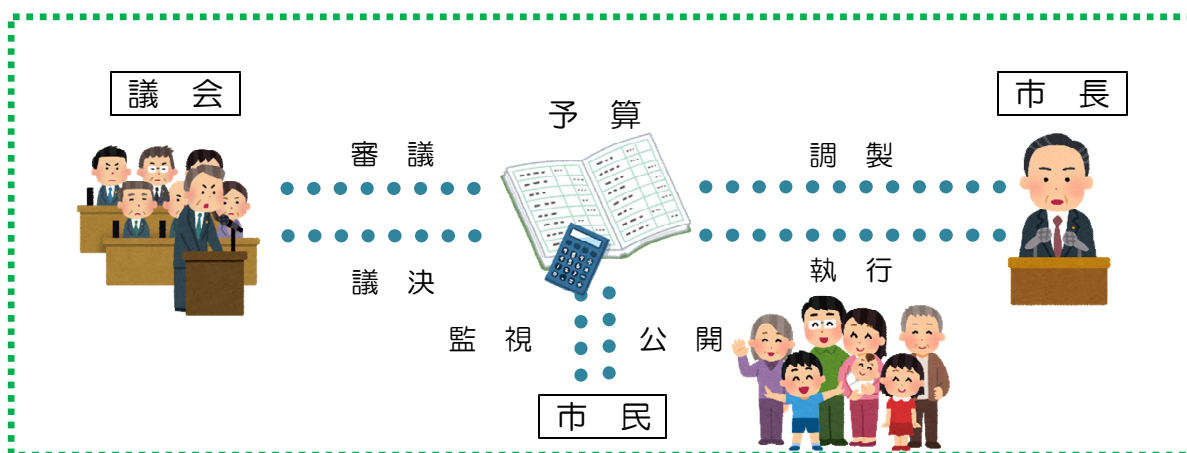 議 会
予 算
市 長
審 議
調 製
議 決
執 行
監 視
公 開
市 民